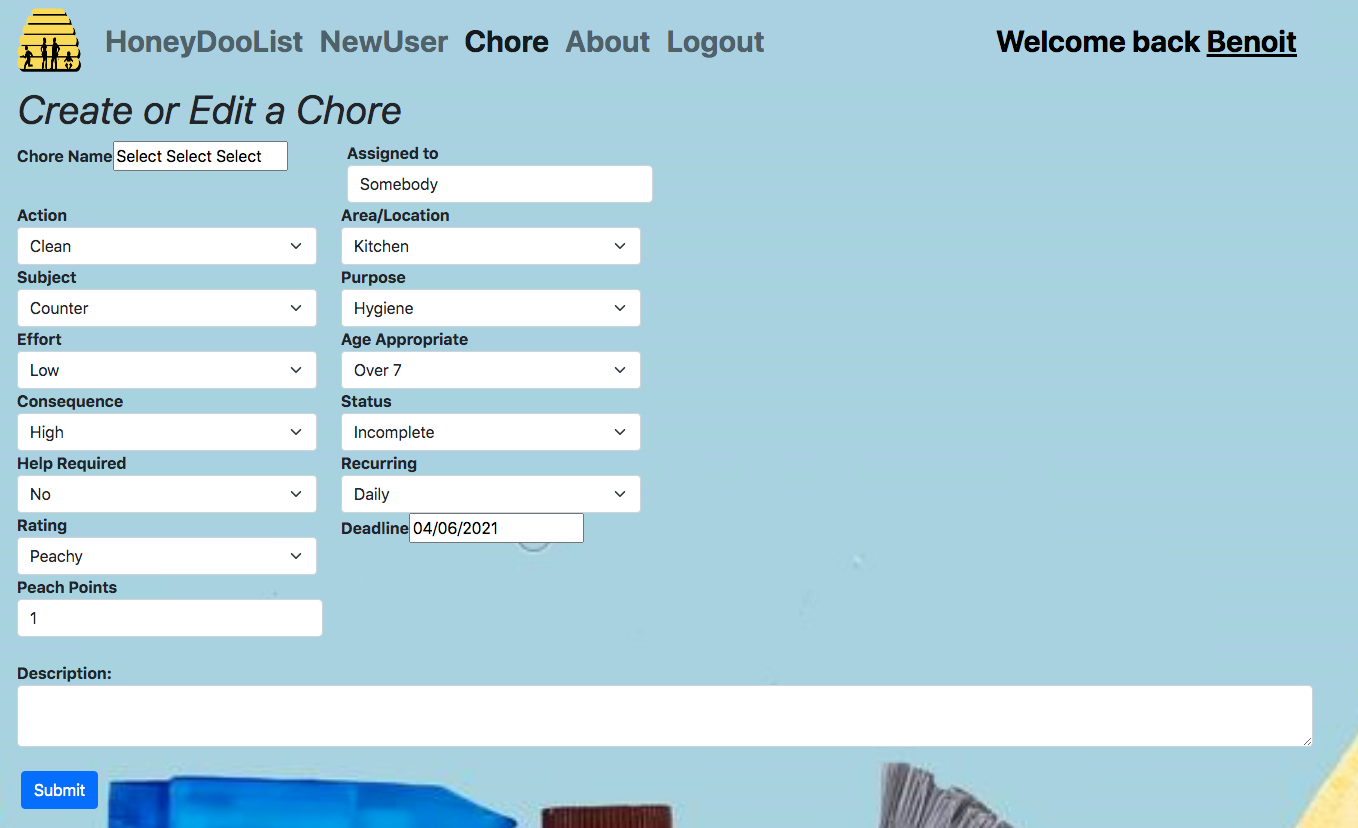 HoneyDooList NewUser Chore About Logout Welcome back Benoit
Create or Edit a Chore
Chore Name Select Select Select
Assigned to
Somebody
Action
Clean
Area/Location
Kitchen
Subject
Counter
Purpose
Hygiene
Effort
Low
Age Appropriate
Over 7
Consequence
High
Status
Incomplete
Help Required
No
Recurring
Daily
Rating
Peachy
Deadline 04/06/2021
Peach Points
1
Description:
Submit